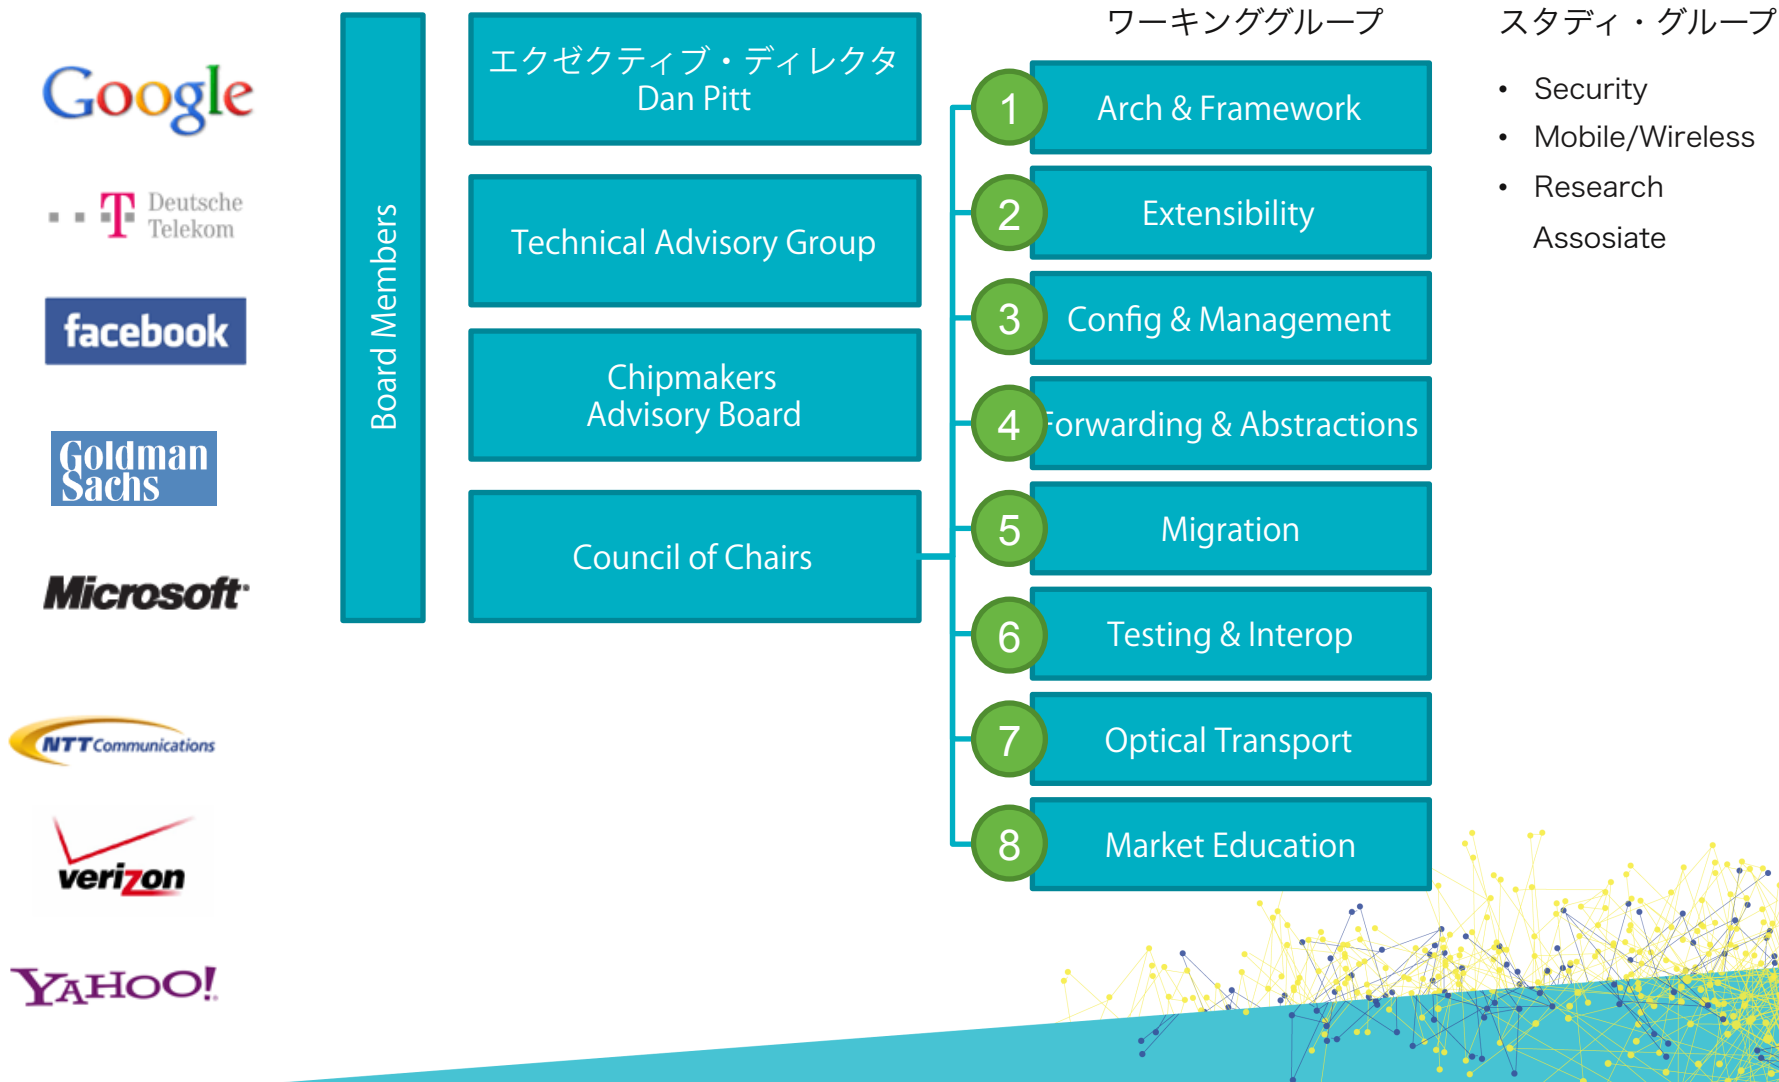 Google
Deutsche
Telekom
facebook
Goldman
Sachs
Microsoft
NTT Communications
verizon
YAHOO!
Board Members
エクゼクティブ・ディレクタ
Dan Pitt
Technical Advisory Group
Chipmakers
Advisory Board
Council of Chairs
ワーキンググループ
1 Arch & Framework
2 Extensibility
3 Config & Management
4 Forwarding & Abstractions
5 Migration
6 Testing & Interop
7 Optical Transport
8 Market Education
スタディ・グループ
• Security
• Mobile/Wireless
• Research
Assosiate